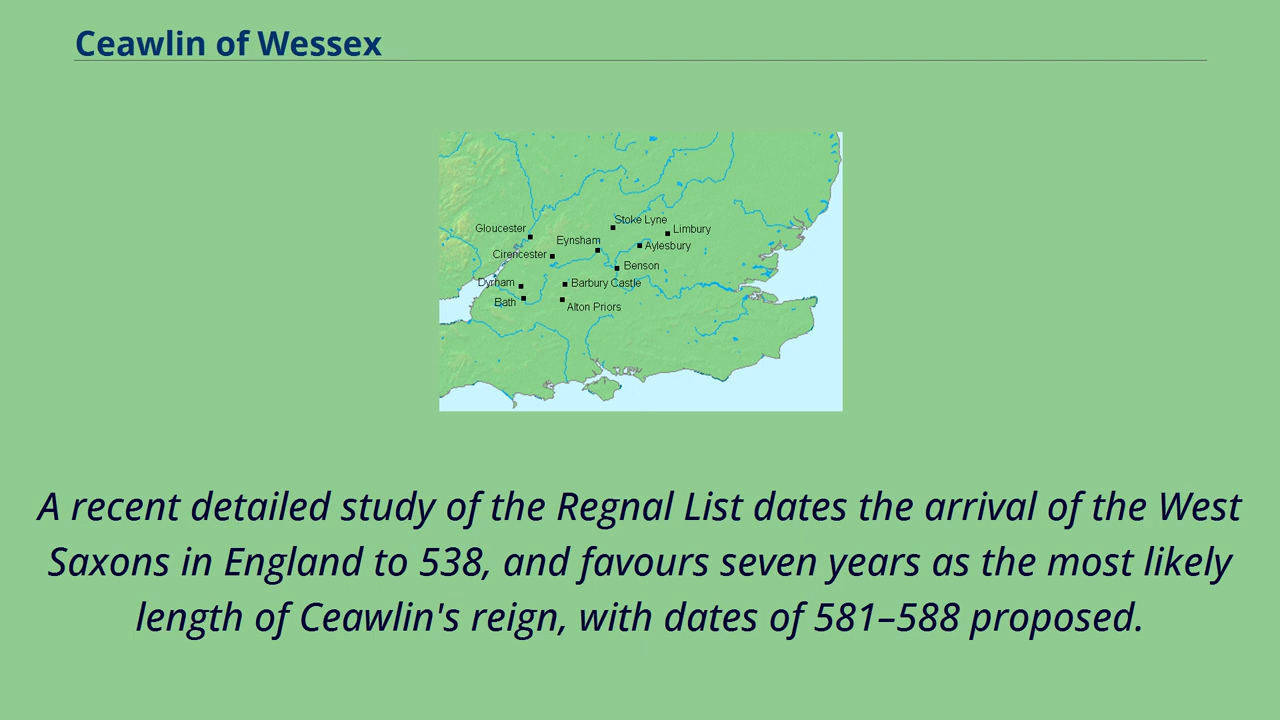 Ceawlin of Wessex
Stoke Lyne
Gloucester
Limbury
Eynsham
Aylesbury
Cirencester
Benson
Dyrham
Barbury Castle
Bath
Alton Priors
A recent detailed study of the Regnal List dates the arrival of the West
Saxons in England to 538, and favours seven years as the most likely
length of Ceawlin's reign, with dates of 581–588 proposed.